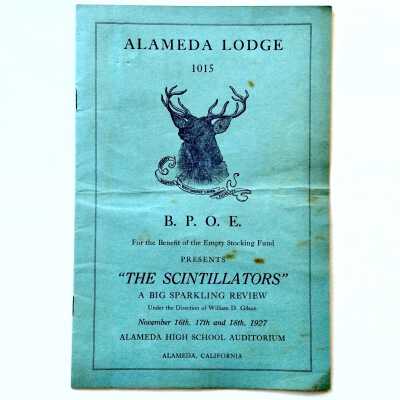 ALAMEDA LODGE
1015
B. P. O. E.
For the Benefit of the Empty Stocking Fund
PRESENTS
"THE SCINTILLATORS"
A BIG SPARKLING REVIEW
Under the Direction of William D. Gibson
November 16th, 17th and 18th, 1927
ALAMEDA HIGH SCHOOL AUDITORIUM
ALAMEDA, CALIFORNIA